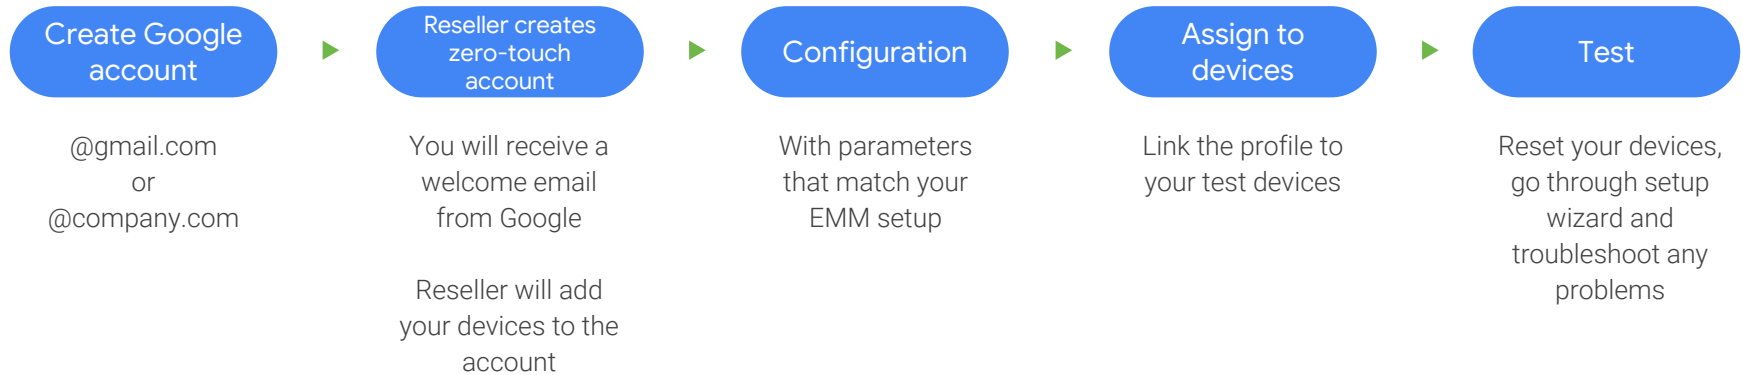 Create Google
account
@gmail.com
or
@company.com
Reseller creates
zero-touch
account
You will receive a
welcome email
from Google
Reseller will add
your devices to the
account
Configuration
With parameters
that match your
EMM setup
Assign to
devices
Link the profile to
your test devices
Test
Reset your devices,
go through setup
wizard and
troubleshoot any
problems